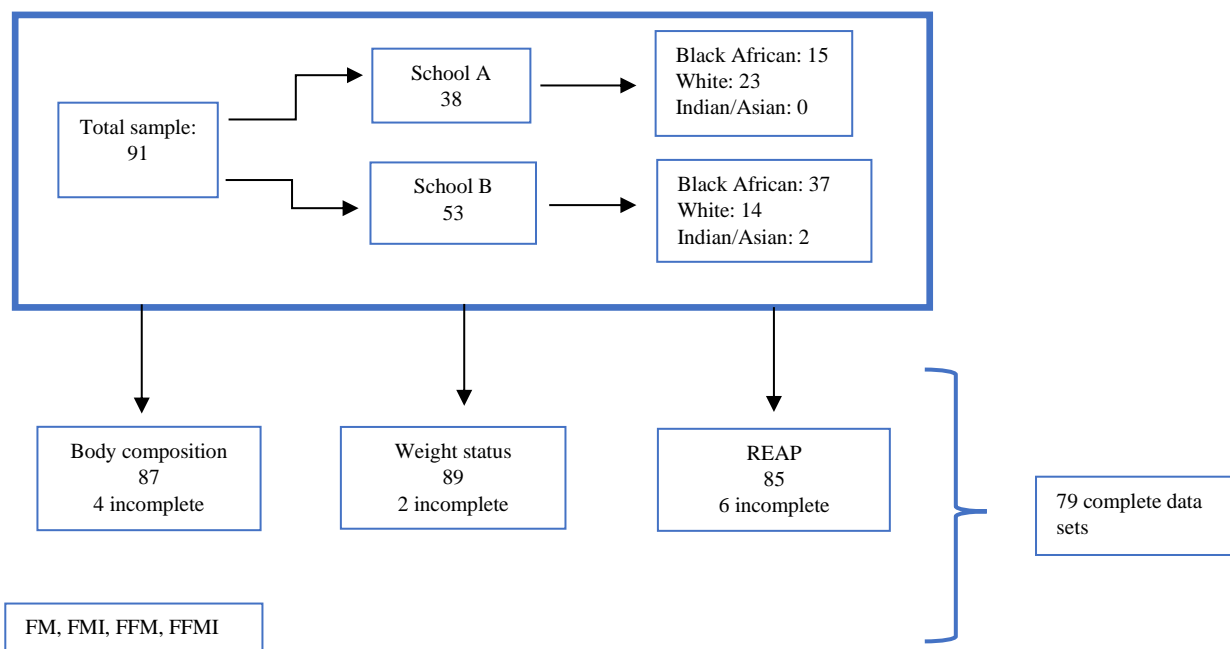 Total sample:
91
School A
38
Black African: 15
White: 23
Indian/Asian: 0
School B
53
Black African: 37
White: 14
Indian/Asian: 2
Body composition
87
4 incomplete
Weight status
89
2 incomplete
REAP
85
6 incomplete
79 complete data
sets
FM, FMI, FFM, FFMI